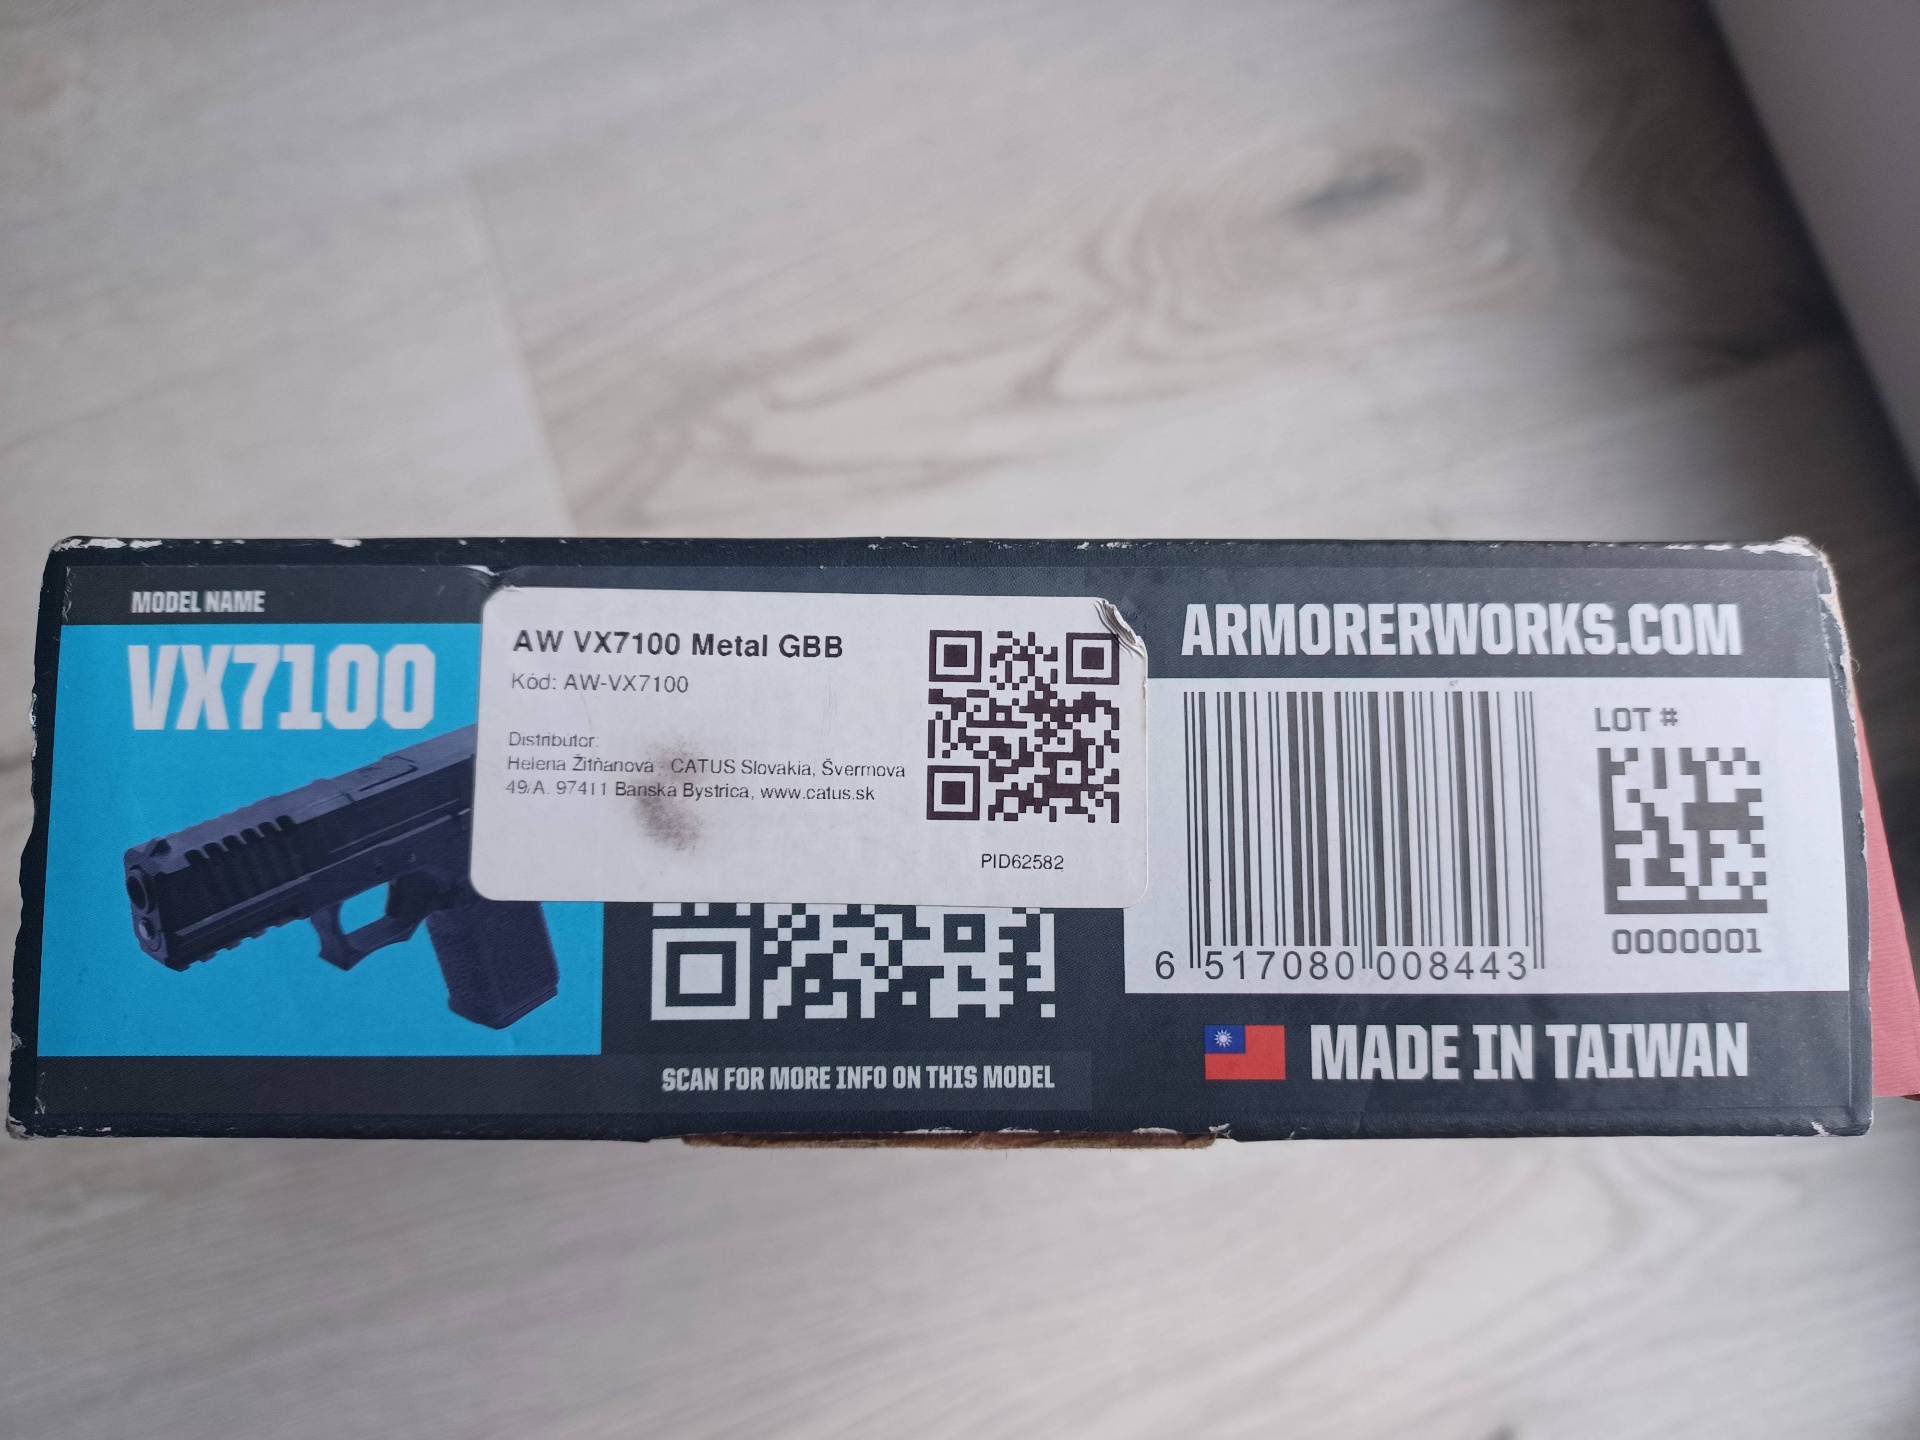 MODEL NAME
VX7100
AW VX7100 Metal GBB
Kód: AW-VX7100
Distribútor:
Helena Žitňanová - CATUS Slovakia, Švermova
49/A. 97411 Banská Bystrica, www.catus.sk
PID62582
SCAN FOR MORE INFO ON THIS MODEL
ARMORERWORKS.COM
6 517080 008443
LOT #
0000001
MADE IN TAIWAN